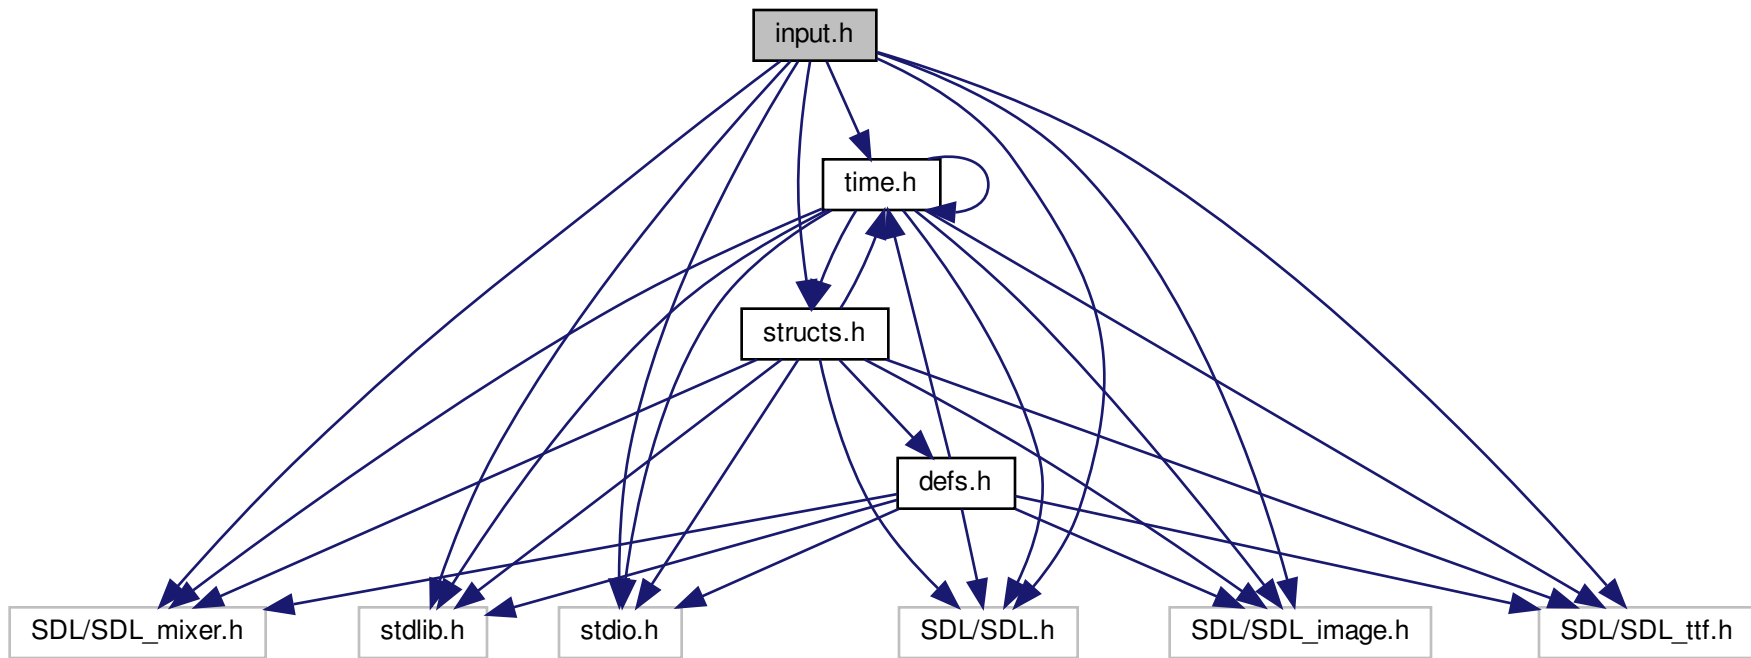 input.h
time.h
structs.h
defs.h
SDL/SDL_mixer.h
stdlib.h
stdio.h
SDL/SDL.h
SDL/SDL_image.h
SDL/SDL_ttf.h